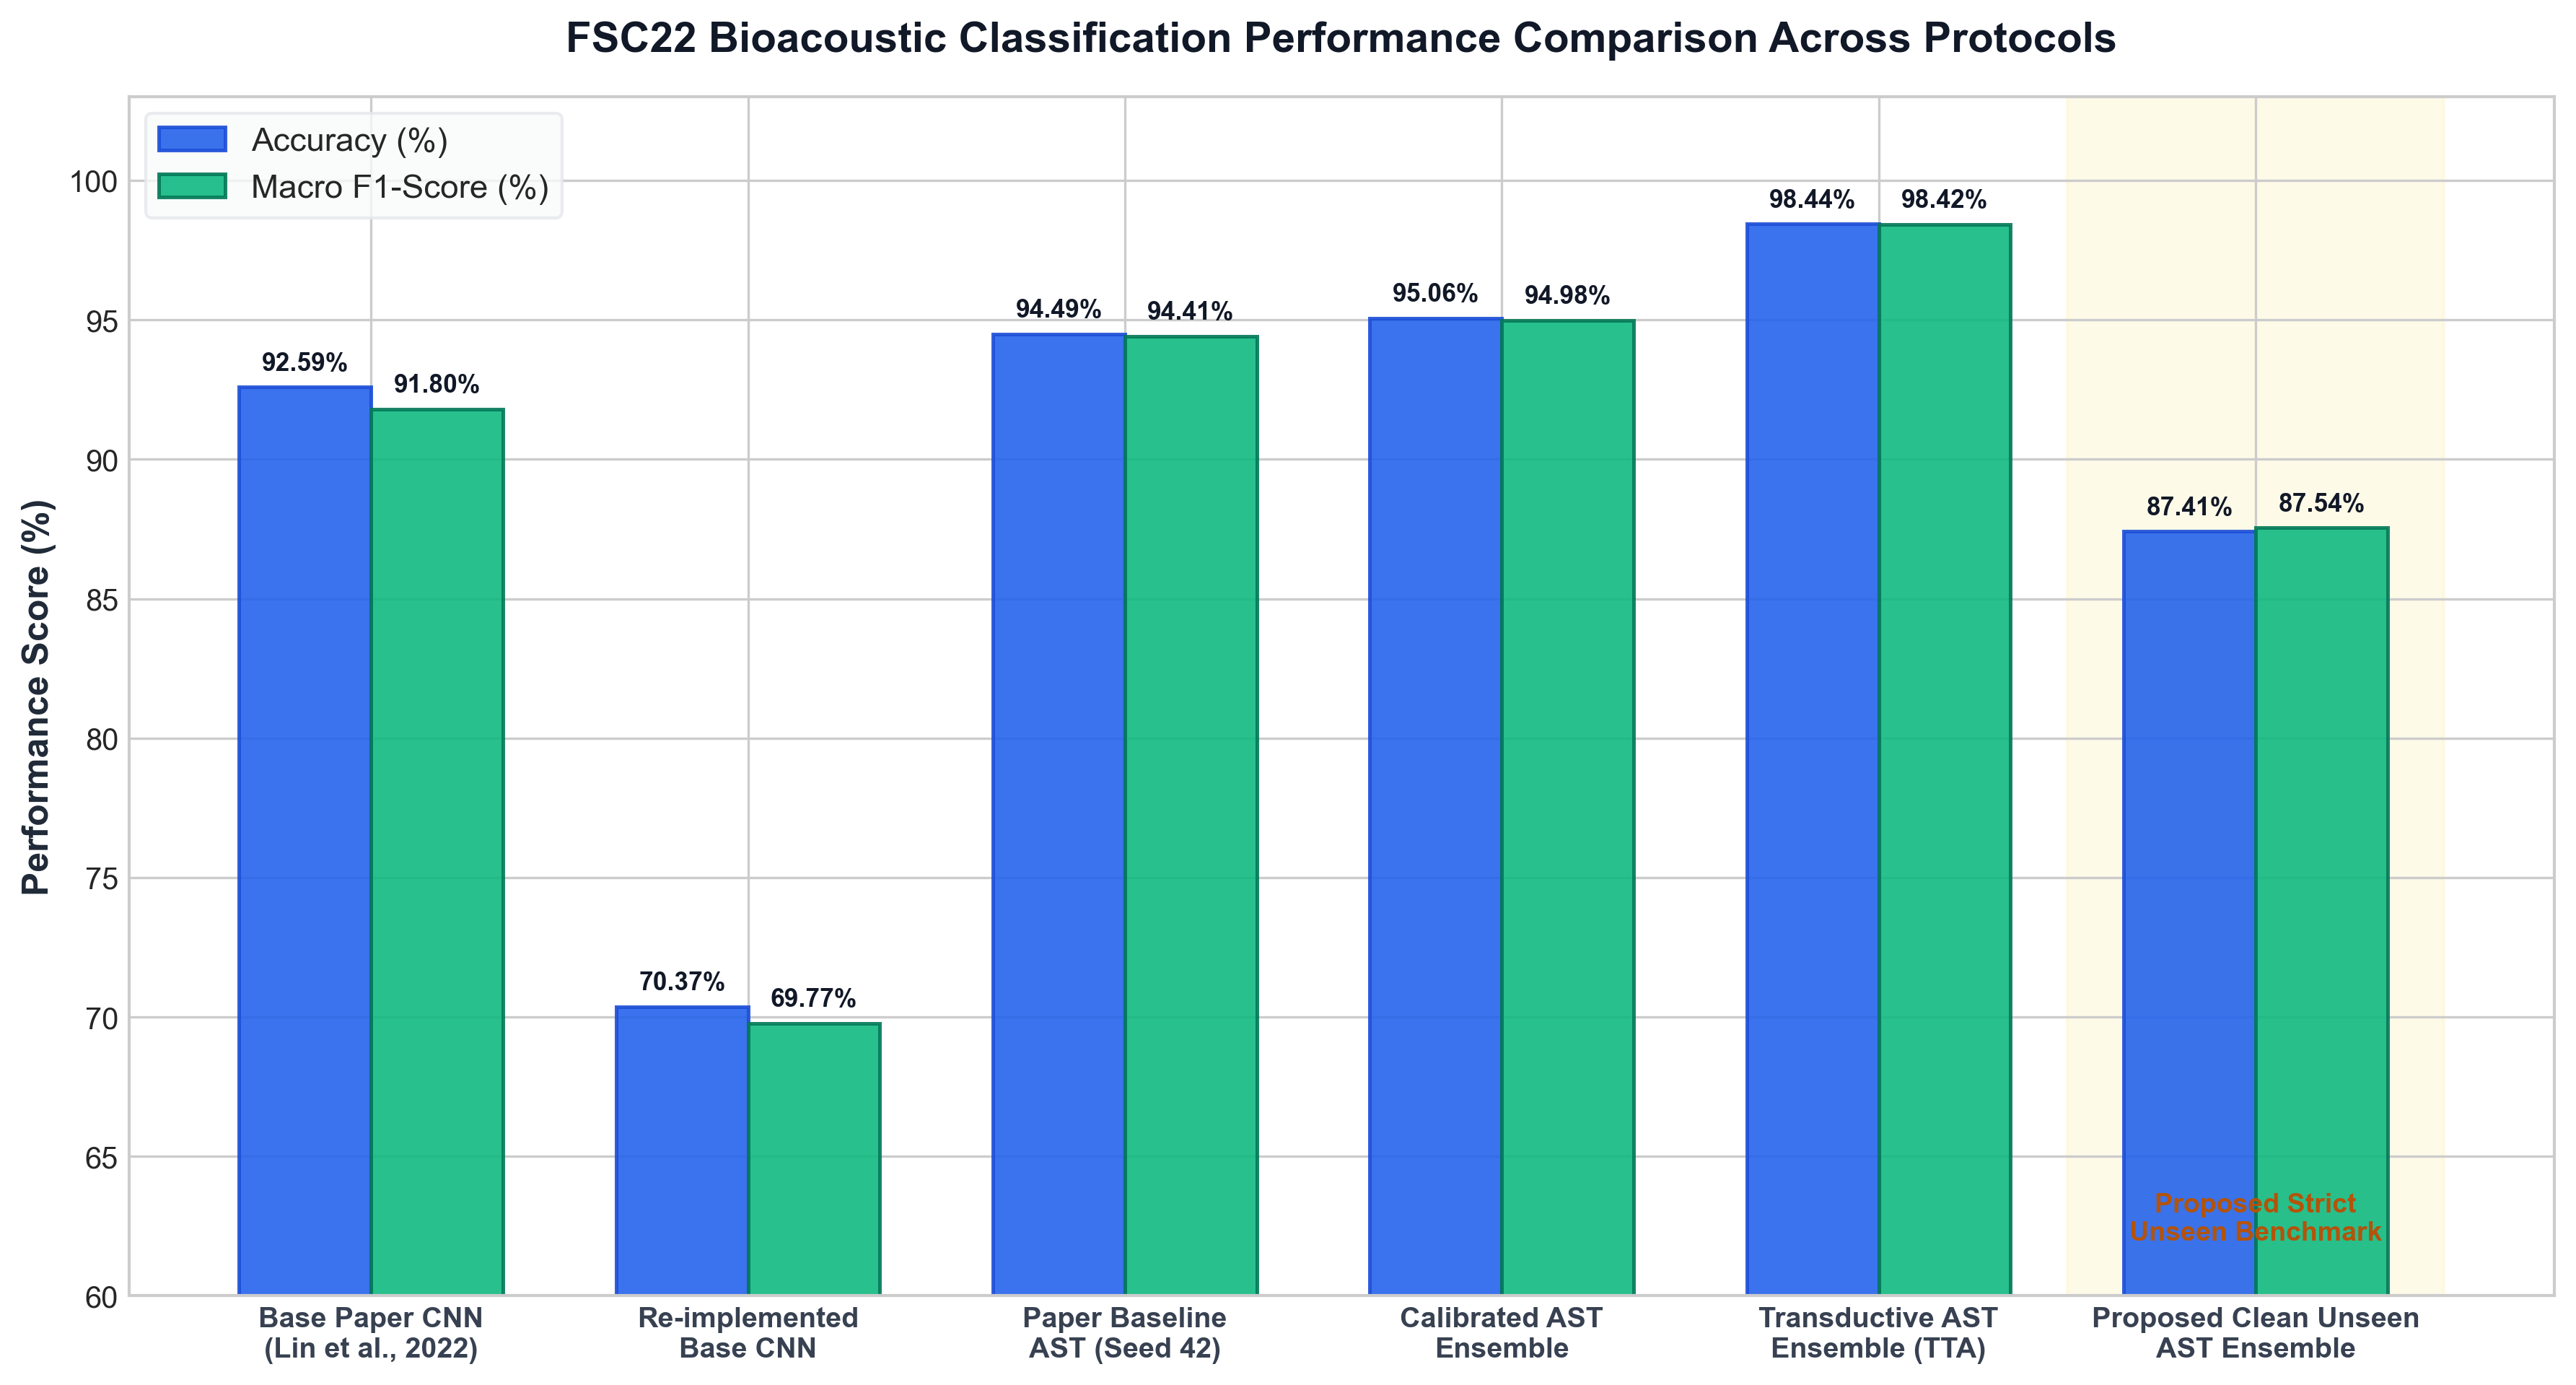 FSC22 Bioacoustic Classification Performance Comparison Across Protocols
Accuracy (%)
Macro F1-Score (%)
Performance Score (%)
100
95
90
85
80
75
70
65
60
92.59%
91.80%
70.37%
69.77%
94.49%
94.41%
95.06%
94.98%
98.44%
98.42%
87.41%
87.54%
Proposed Strict
Unseen Benchmark
Base Paper CNN
(Lin et al., 2022)
Re-implemented
Base CNN
Paper Baseline
AST (Seed 42)
Calibrated AST
Ensemble
Transductive AST
Ensemble (TTA)
Proposed Clean Unseen
AST Ensemble